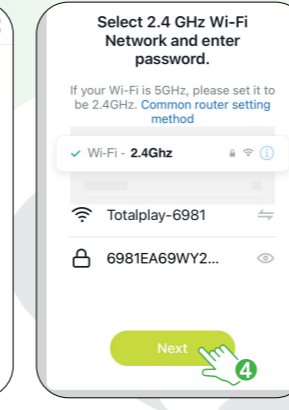 Select 2.4 GHz Wi-Fi
Network and enter
password.
If your Wi-Fi is 5GHz, please set it to
be 2.4GHz. Common router setting
method
Wi-Fi - 2.4Ghz
Totalplay-6981
6981EA69WY2...
Next
4